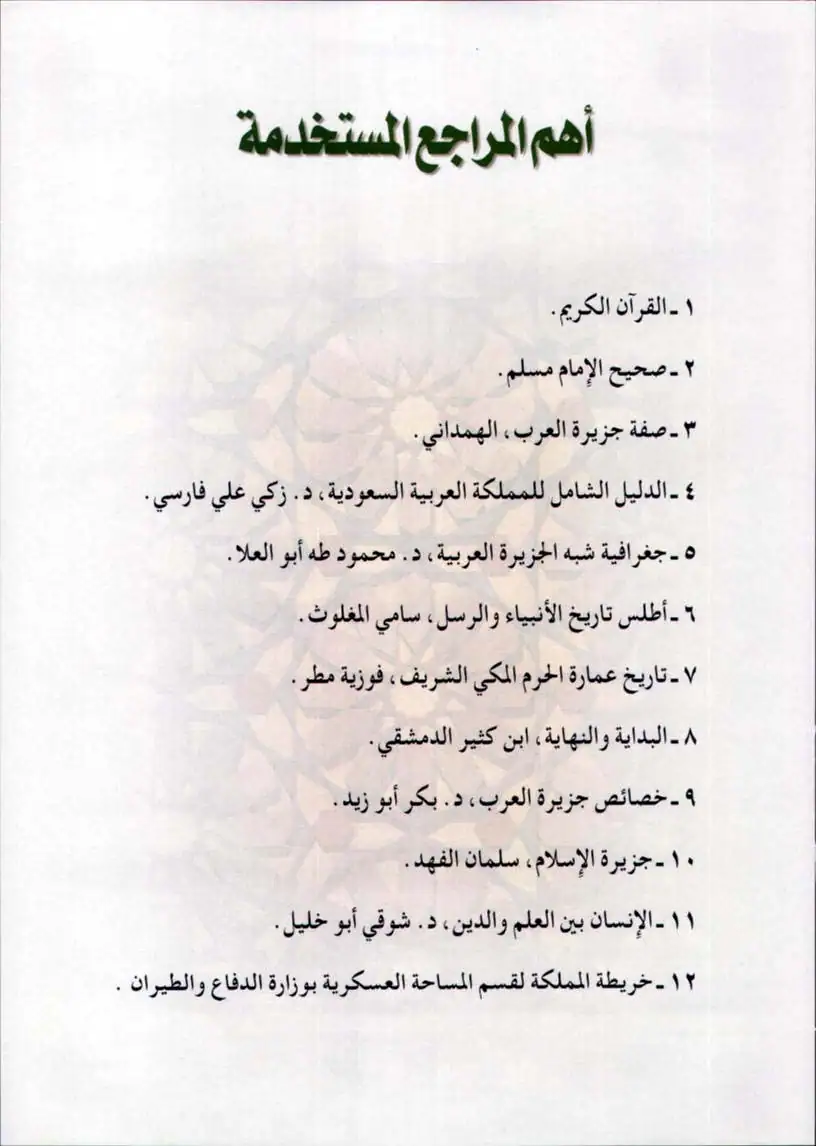 أهم المراجع المستخدمة
١ ـ القرآن الكريم.
٢ ـ صحيح الإمام مسلم.
٣ ـ صفة جزيرة العرب، الهمداني.
٤ ـ الدليل الشامل للمملكة العربية السعودية، د. زكي علي فارسي.
٥ ـ جغرافية شبه الجزيرة العربية، د. محمود طه أبو العلا.
٦ ـ أطلس تاريخ الأنبياء والرسل، سامي المغلوث.
٧ ـ تاريخ عمارة الحرم المكي الشريف، فوزية مطر.
٨ ـ البداية والنهاية، ابن كثير الدمشقي.
٩ ـ خصائص جزيرة العرب، د. بكر أبو زيد.
١٠ ـ جزيرة الإسلام، سلمان الفهد.
١١ ـ الإنسان بين العلم والدين، د. شوقي أبو خليل.
١٢ ـ خريطة المملكة لقسم المساحة العسكرية بوزارة الدفاع والطيران .